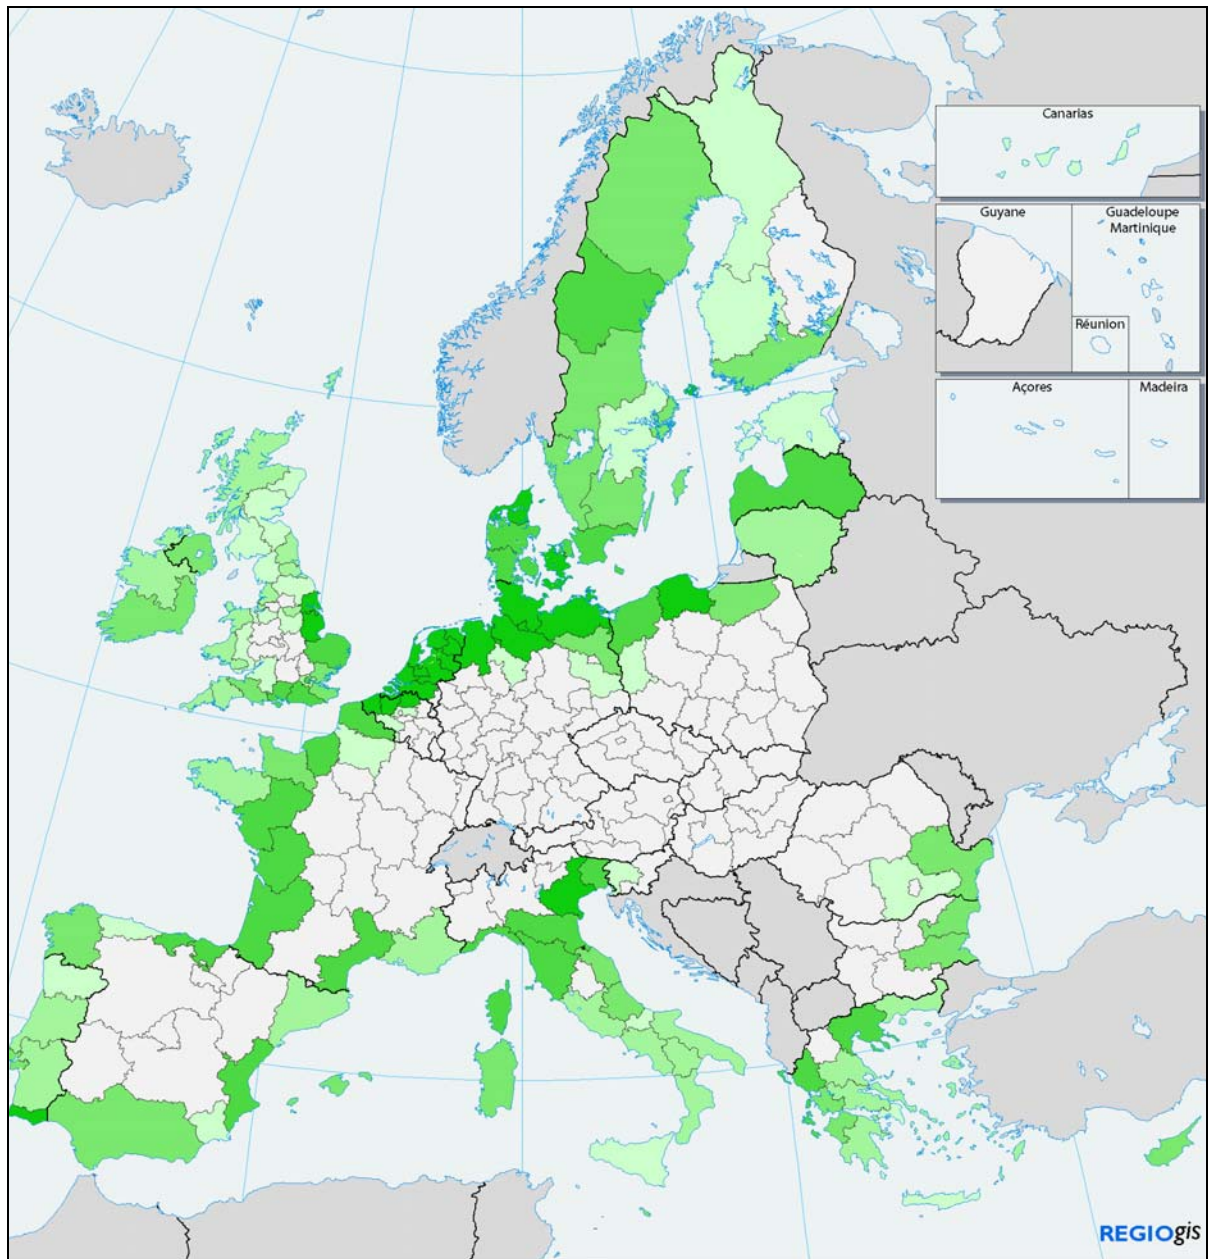 Canarias
Guyane
Guadeloupe
Martinique
Réunion
Açores
Madeira
REGIOgis